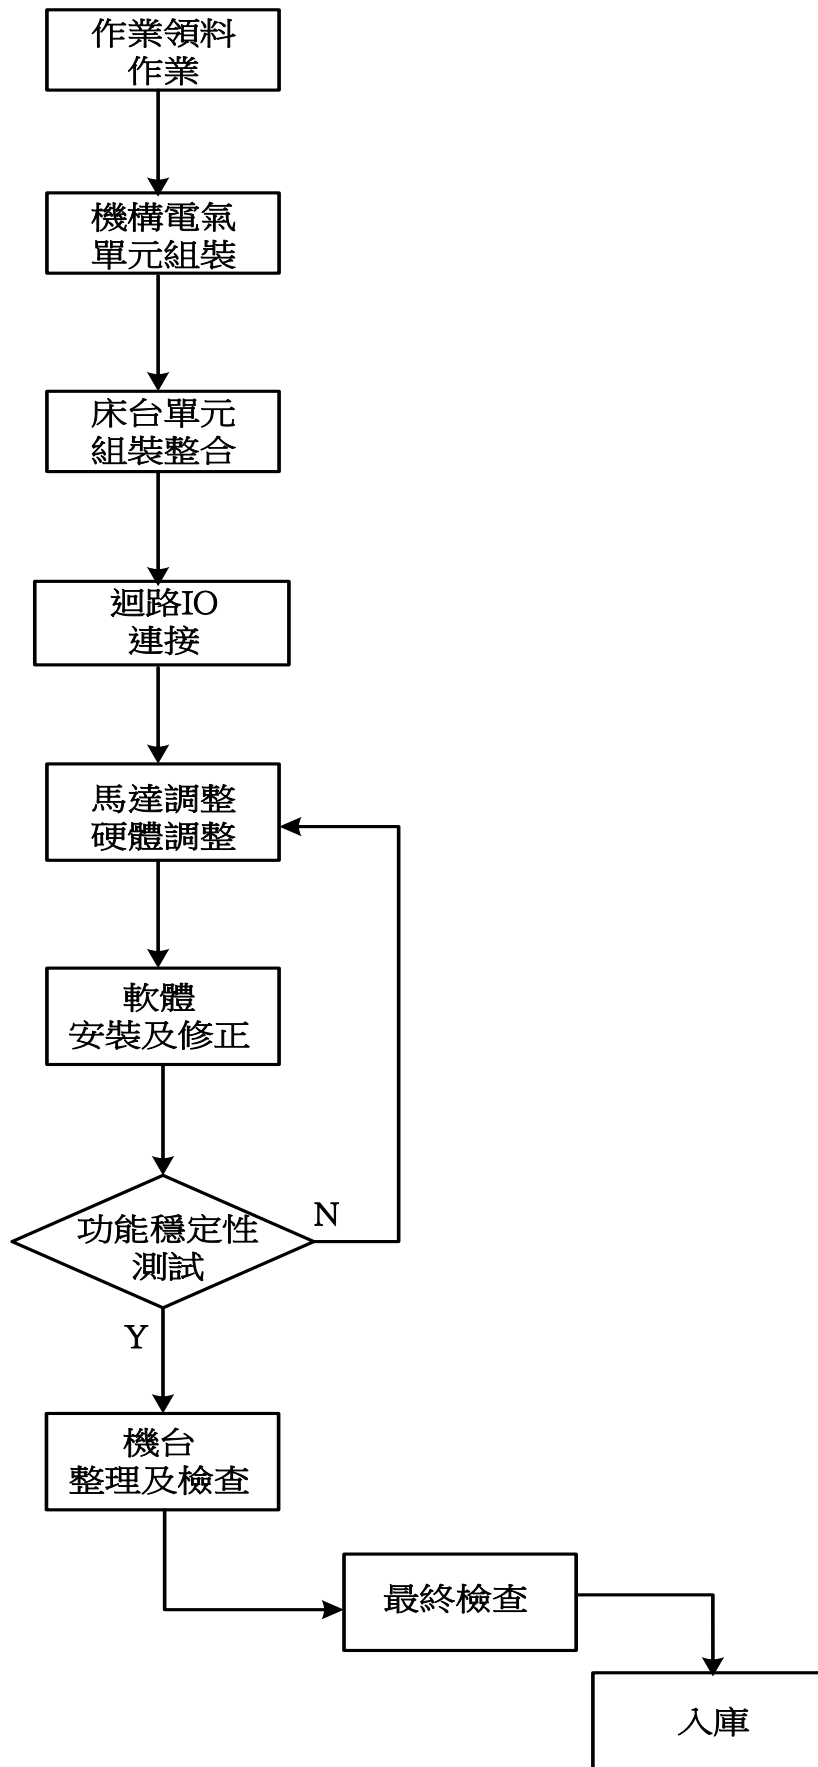 作業領料
作業
機構電氣
單元組裝
床台單元
組裝整合
迴路IO
連接
馬達調整
硬體調整
軟體
安裝及修正
功能穩定性
測試
N
Y
機台
整理及檢查
最終檢查
入庫